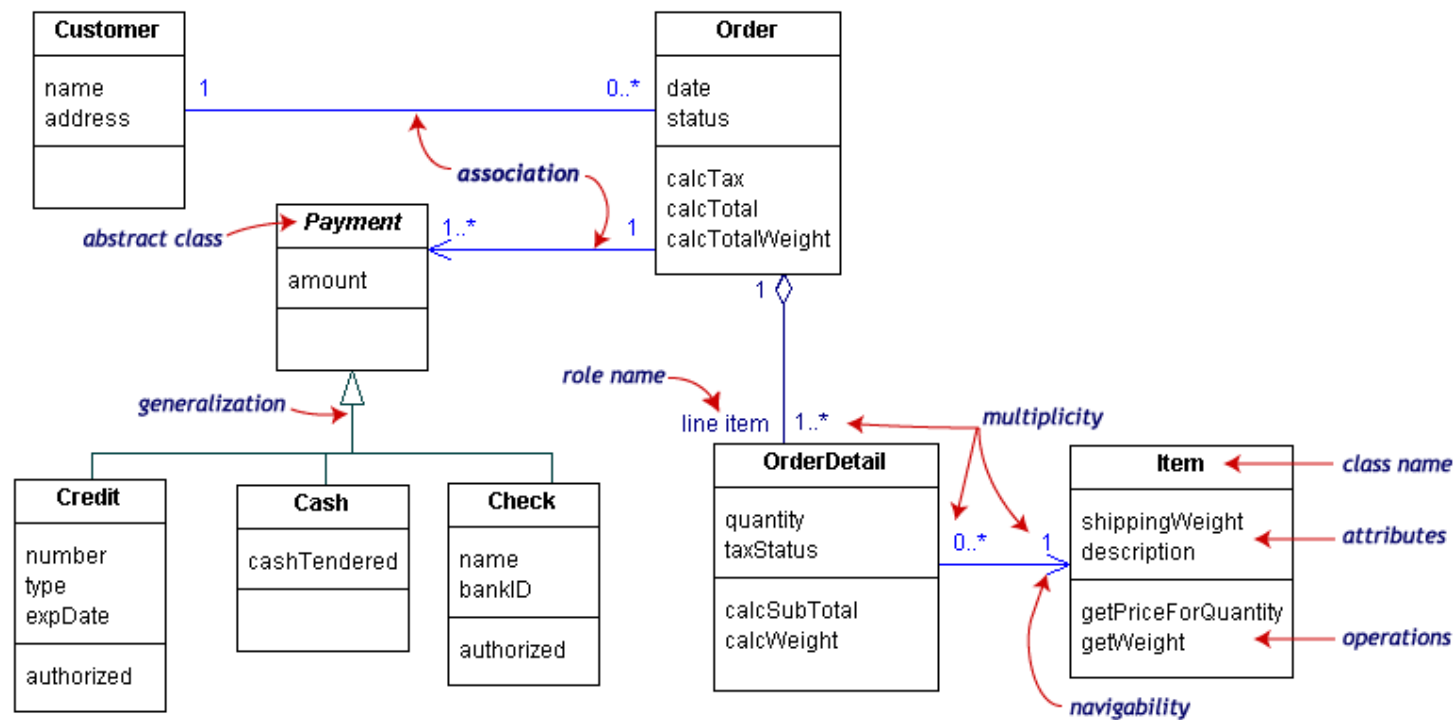 Customer
name
address
1
0..*
Order
date
status
calcTax
calcTotal
calcTotalWeight
association
abstract class
Payment
amount
1..*
1
1
generalization
role name
line item
1..*
multiplicity
Credit
number
type
expDate
authorized
Cash
cashTendered
Check
name
bankID
authorized
OrderDetail
quantity
taxStatus
calcSubTotal
calcWeight
0..*
1
Item
shippingWeight
description
getPriceForQuantity
getWeight
class name
attributes
operations
navigability